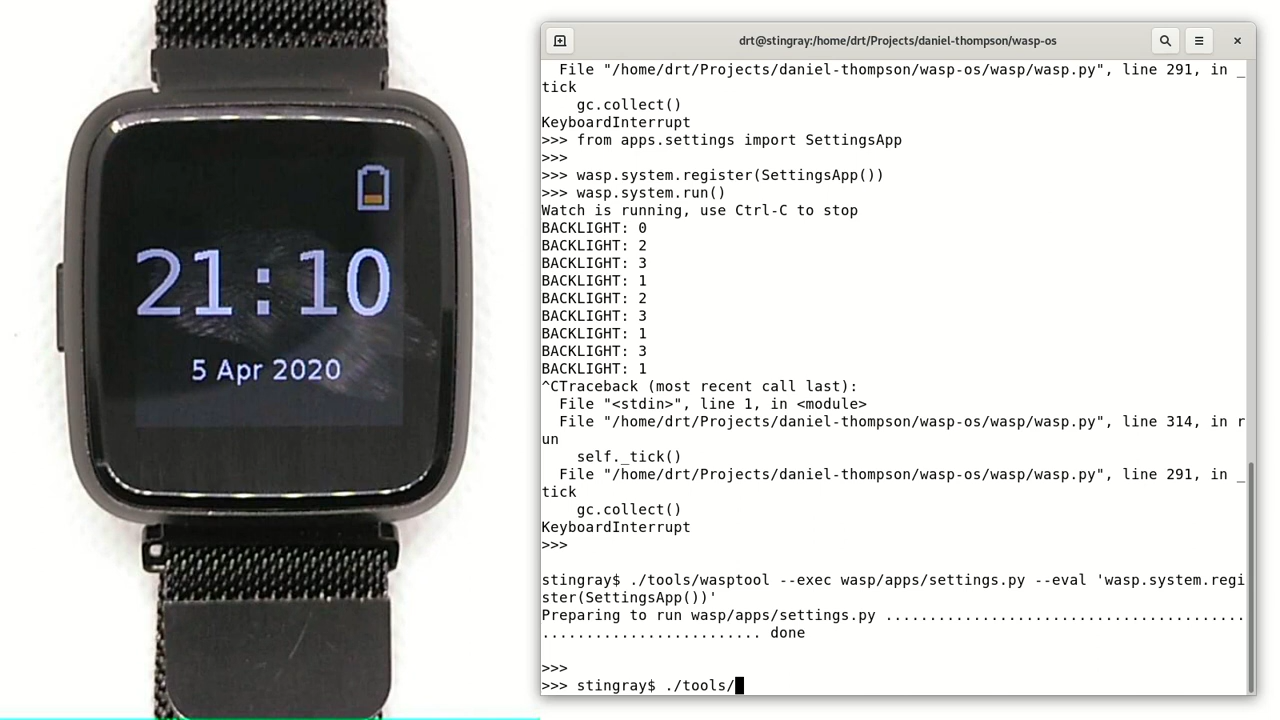 21:10
5 Apr 2020
drt@stingray:/home/drt/Projects/daniel-thompson/wasp-os
  File "/home/drt/Projects/daniel-thompson/wasp-os/wasp/wasp.py", line 291, in _
tick
    gc.collect()
KeyboardInterrupt
>>> from apps.settings import SettingsApp
>>>
>>> wasp.system.register(SettingsApp())
>>> wasp.system.run()
Watch is running, use Ctrl-C to stop
BACKLIGHT: 0
BACKLIGHT: 2
BACKLIGHT: 3
BACKLIGHT: 1
BACKLIGHT: 2
BACKLIGHT: 3
BACKLIGHT: 1
BACKLIGHT: 3
BACKLIGHT: 1
^CTraceback (most recent call last):
  File "<stdin>", line 1, in <module>
  File "/home/drt/Projects/daniel-thompson/wasp-os/wasp/wasp.py", line 314, in r
un
    self._tick()
  File "/home/drt/Projects/daniel-thompson/wasp-os/wasp/wasp.py", line 291, in _
tick
    gc.collect()
KeyboardInterrupt
>>>
stingray$ ./tools/wasptool --exec wasp/apps/settings.py --eval 'wasp.system.regi
ster(SettingsApp())'
Preparing to run wasp/apps/settings.py .........................................
......................... done
>>>
>>> stingray$ ./tools/